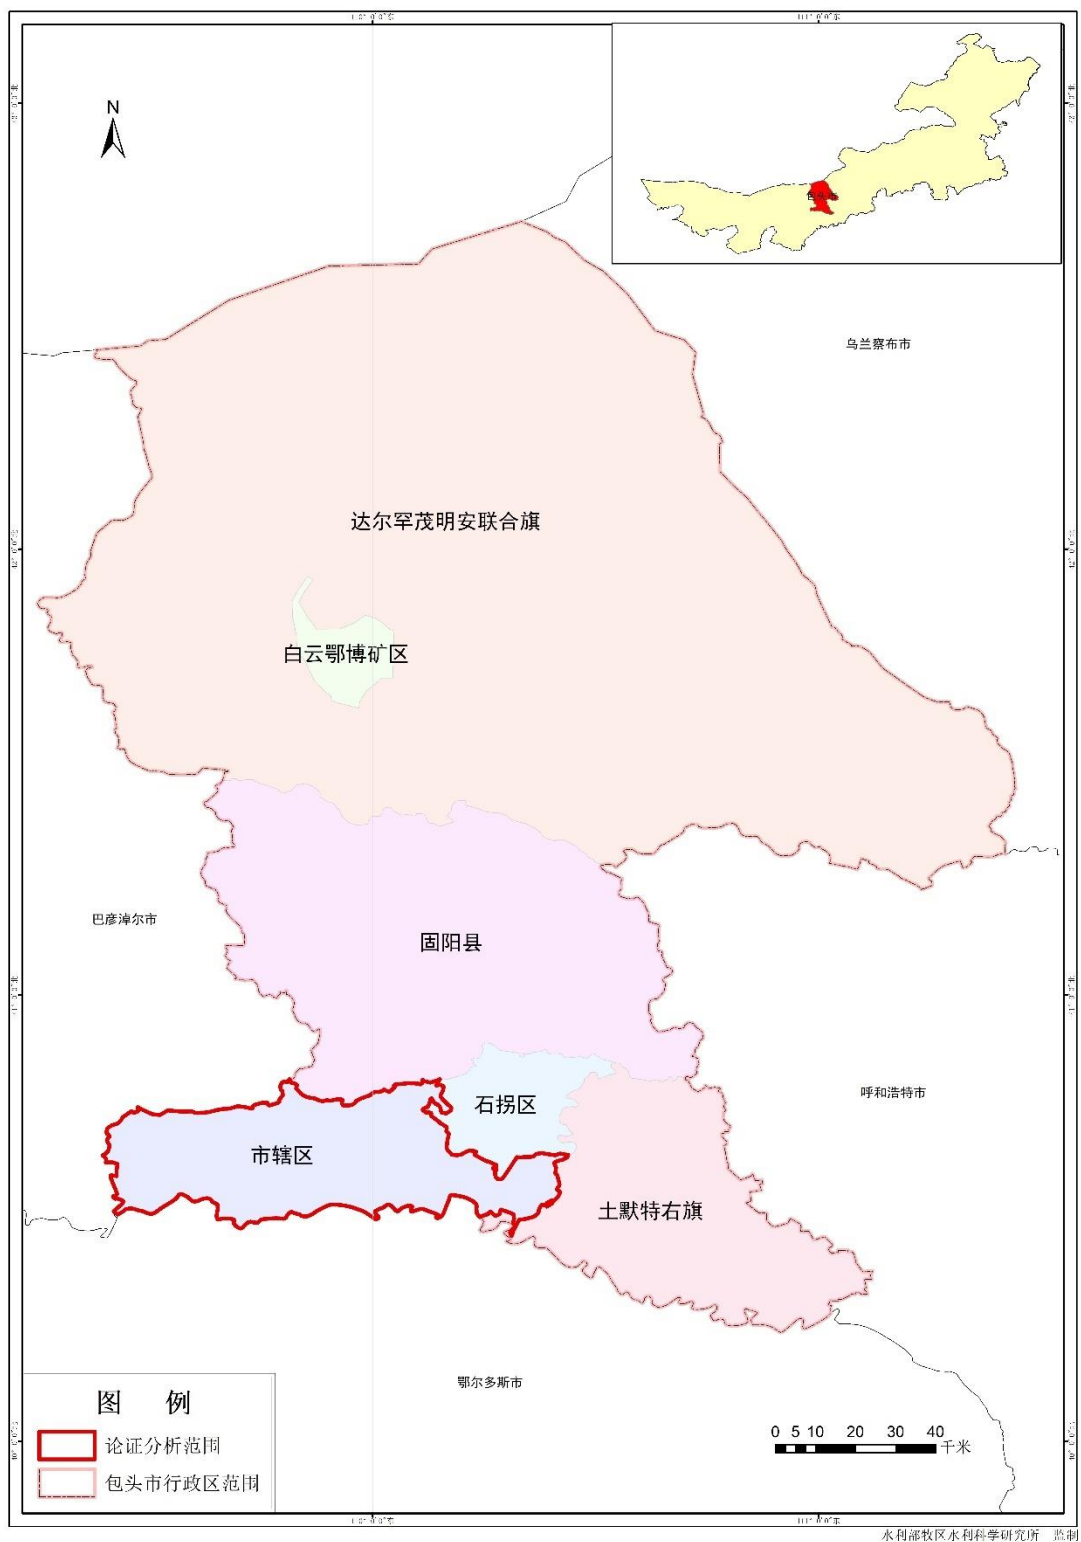 N
包头市
乌兰察布市
达尔罕茂明安联合旗
白云鄂博矿区
巴彦淖尔市
固阳县
呼和浩特市
石拐区
市辖区
土默特右旗
鄂尔多斯市
图 例
论证分析范围
包头市行政区范围
0 5 10 20 30 40
千米
水利部牧区水利科学研究所 监制